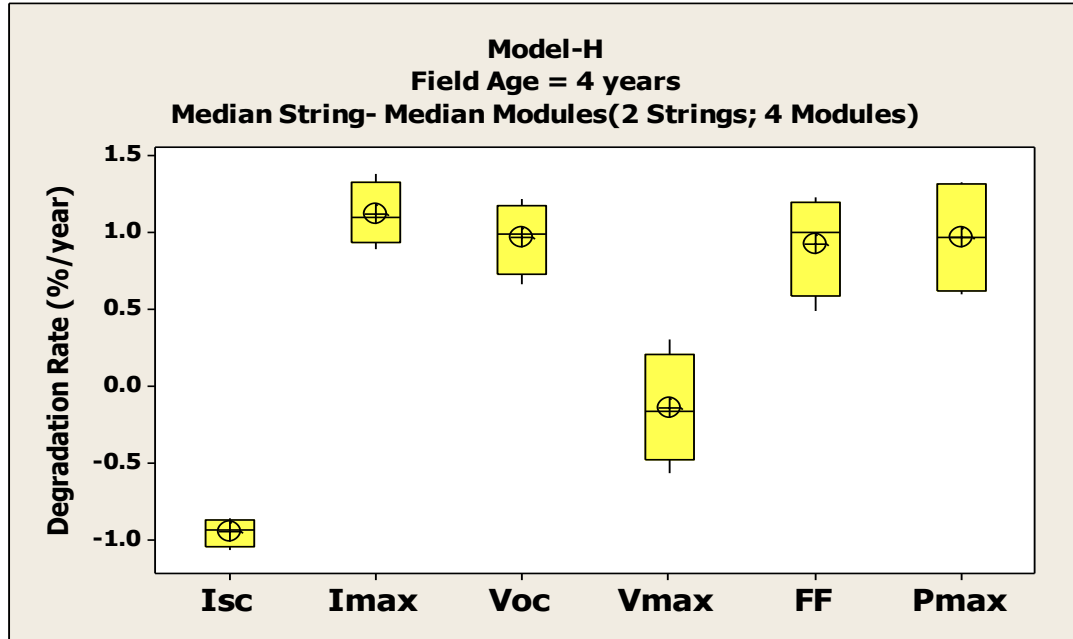 Model-H
Field Age = 4 years
Median String- Median Modules(2 Strings; 4 Modules)
Degradation Rate (%/year)
1.5
1.0
0.5
0.0
-0.5
-1.0
Isc Imax Voc Vmax FF Pmax